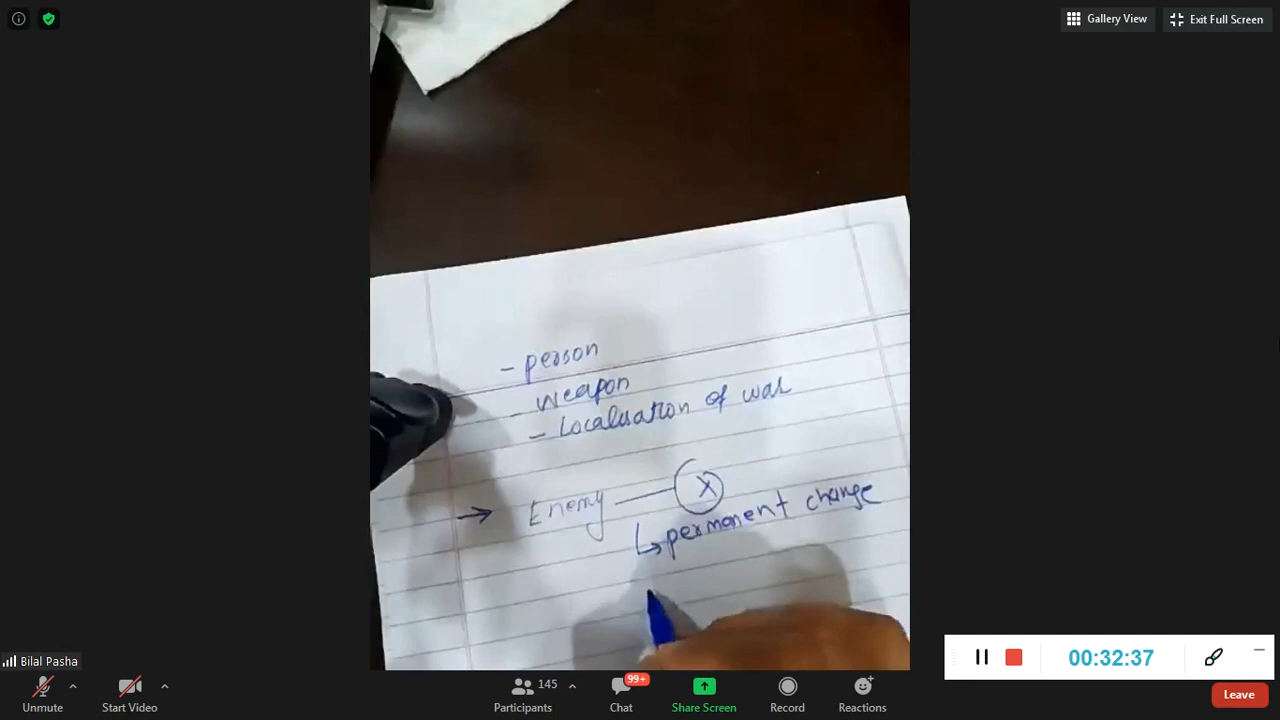 Gallery View
Exit Full Screen
- person
- weapon
- Localisation of war
→ Enemy — X
↳ permanent change
Bilal Pasha
00:32:37
Unmute
Start Video
145
Participants
99+
Chat
Share Screen
Record
Reactions
Leave